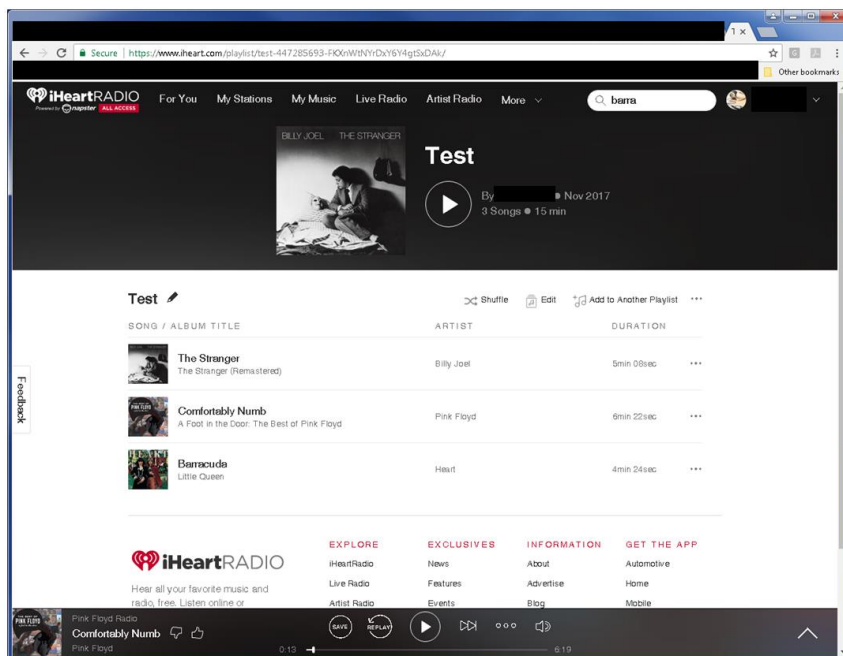 1 ×
Secure | https://www.iheart.com/playlist/test-447285693-FKXnWtNYrDxY6Y4gtSxDAk/
Other bookmarks
iHeartRADIO For You My Stations My Music Live Radio Artist Radio More barra
Powered by napster ALL ACCESS
BILLY JOEL THE STRANGER
Test
By Nov 2017
3 Songs 15 min
Test Shuffle Edit Add to Another Playlist
SONG / ALBUM TITLE ARTIST DURATION
The Stranger
The Stranger (Remastered)
Billy Joel 5min 08sec
Comfortably Numb
A Foot in the Door: The Best of Pink Floyd
Pink Floyd 6min 22sec
Barracuda
Little Queen
Heart 4min 24sec
Feedback
iHeartRADIO
Hear all your favorite music and
radio, free. Listen online or
EXPLORE EXCLUSIVES INFORMATION GET THE APP
iHeartRadio News About Automotive
Live Radio Features Advertise Home
Artist Radio Events Blog Mobile
Pink Floyd Radio
Comfortably Numb
Pink Floyd
SAVE REPLAY
0:13 6:19